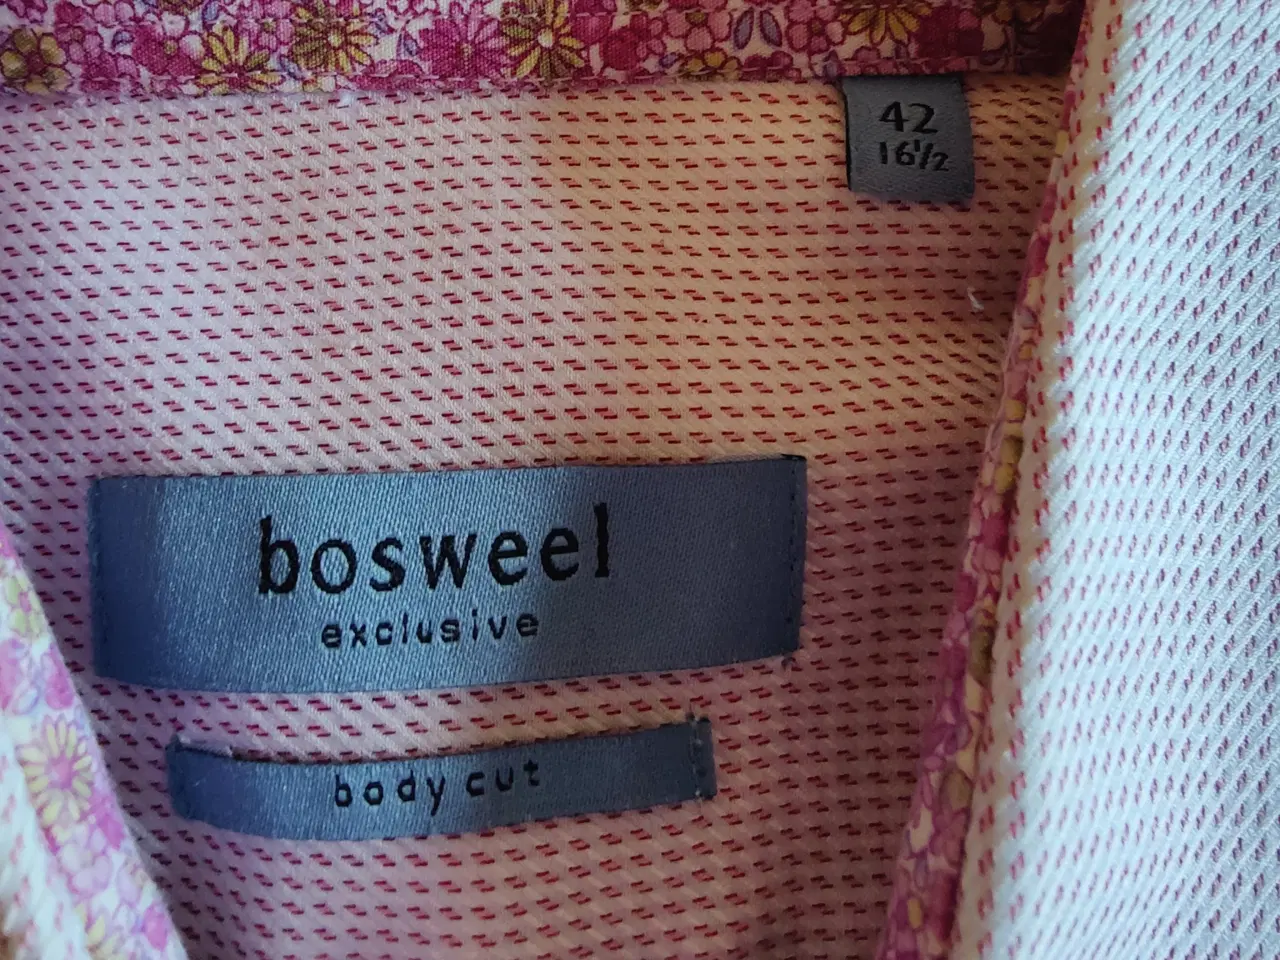 42
16½
bosweel
exclusive
body cut